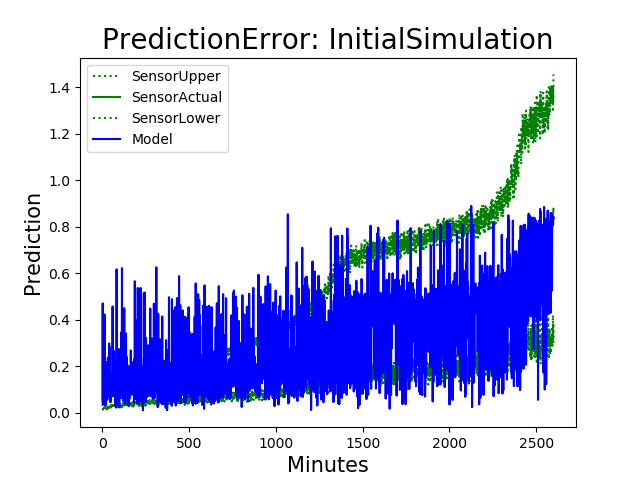 PredictionError: InitialSimulation
SensorUpper
SensorActual
SensorLower
Model
Prediction
1.4
1.2
1.0
0.8
0.6
0.4
0.2
0.0
0 500 1000 1500 2000 2500
Minutes